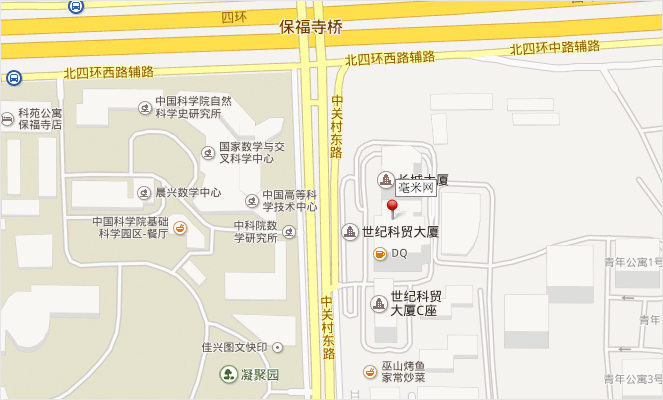 四环
保福寺桥
北四环西路辅路
北四环西路辅路
北四环中路辅路
中国科学院自然
科学史研究所
科苑公寓
保福寺店
中关村东路
国家数学与交
叉科学中心
长城大厦
毫米网
晨兴数学中心
中国高等科
学技术中心
中国科学院基础
科学园区-餐厅
中科院数
学研究所
世纪科贸大厦
DQ
青年公寓1号
世纪科贸
大厦C座
中关村东路
青年
佳兴图文快印
巫山烤鱼
家常炒菜
凝聚园
青年公寓3号